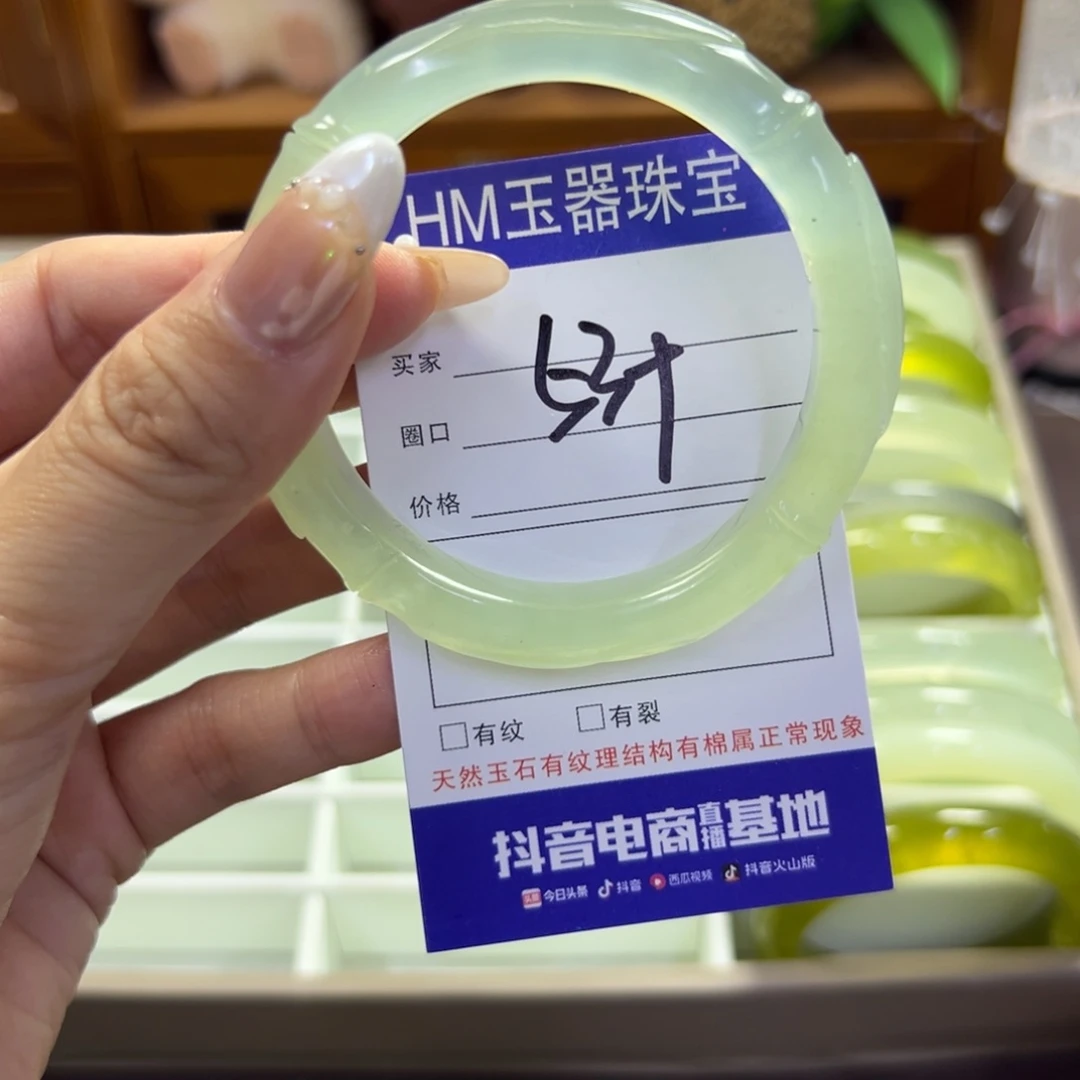 HM玉器珠宝
买家
圈口
价格
有纹 有裂
天然玉石有纹理结构有棉属正常现象
抖音电商直播基地
今日头条 抖音 西瓜视频 抖音火山版